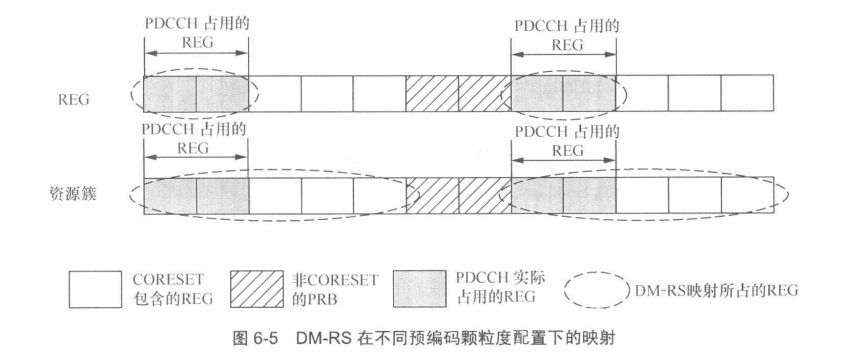 PDCCH 占用的
REG
PDCCH 占用的
REG
REG
PDCCH 占用的
REG
PDCCH 占用的
REG
资源簇
CORESET
包含的REG
非CORESET
的PRB
PDCCH 实际
占用的REG
DM-RS映射所占的REG
图 6-5 DM-RS 在不同预编码颗粒度配置下的映射